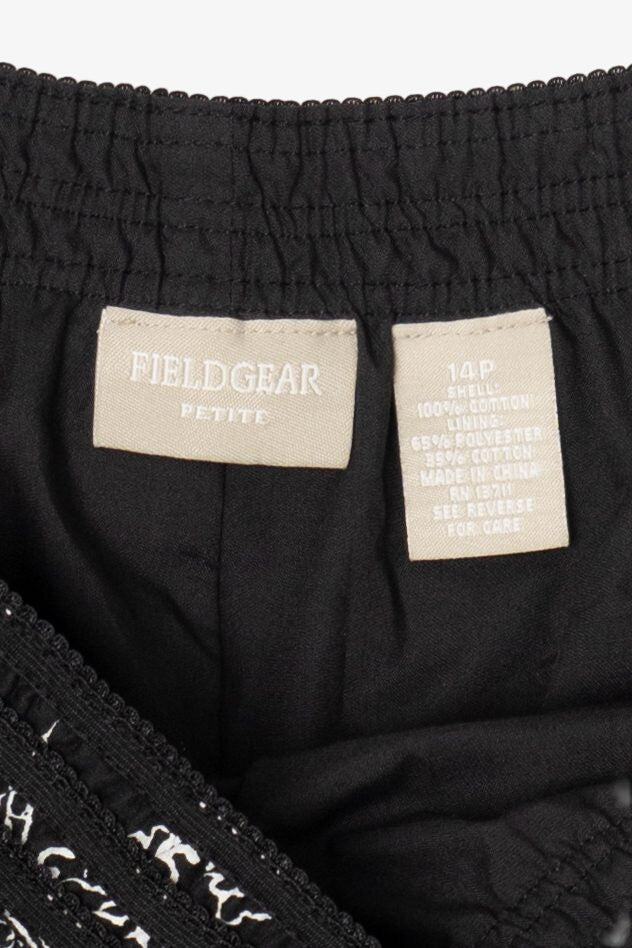 FIELDGEAR
PETITE
14P
SHELL:
100% COTTON
LINING:
65% POLYESTER
35% COTTON
MADE IN CHINA
RN 13711
SEE REVERSE
FOR CARE